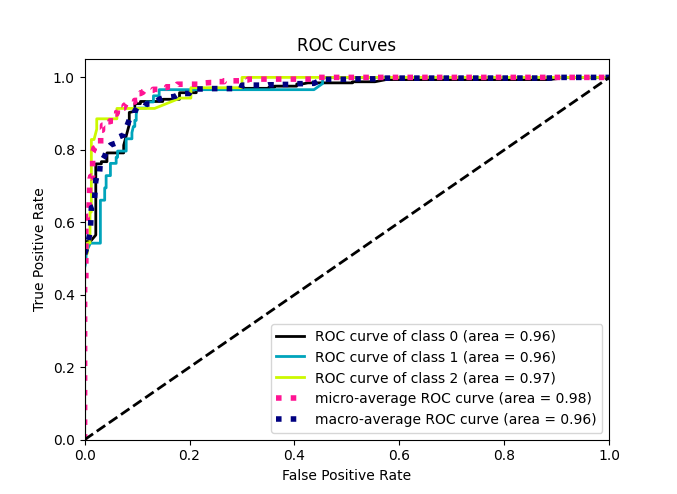 ROC Curves
True Positive Rate
1.0
0.8
0.6
0.4
0.2
0.0
ROC curve of class 0 (area = 0.96)
ROC curve of class 1 (area = 0.96)
ROC curve of class 2 (area = 0.97)
micro-average ROC curve (area = 0.98)
macro-average ROC curve (area = 0.96)
0.0 0.2 0.4 0.6 0.8 1.0
False Positive Rate